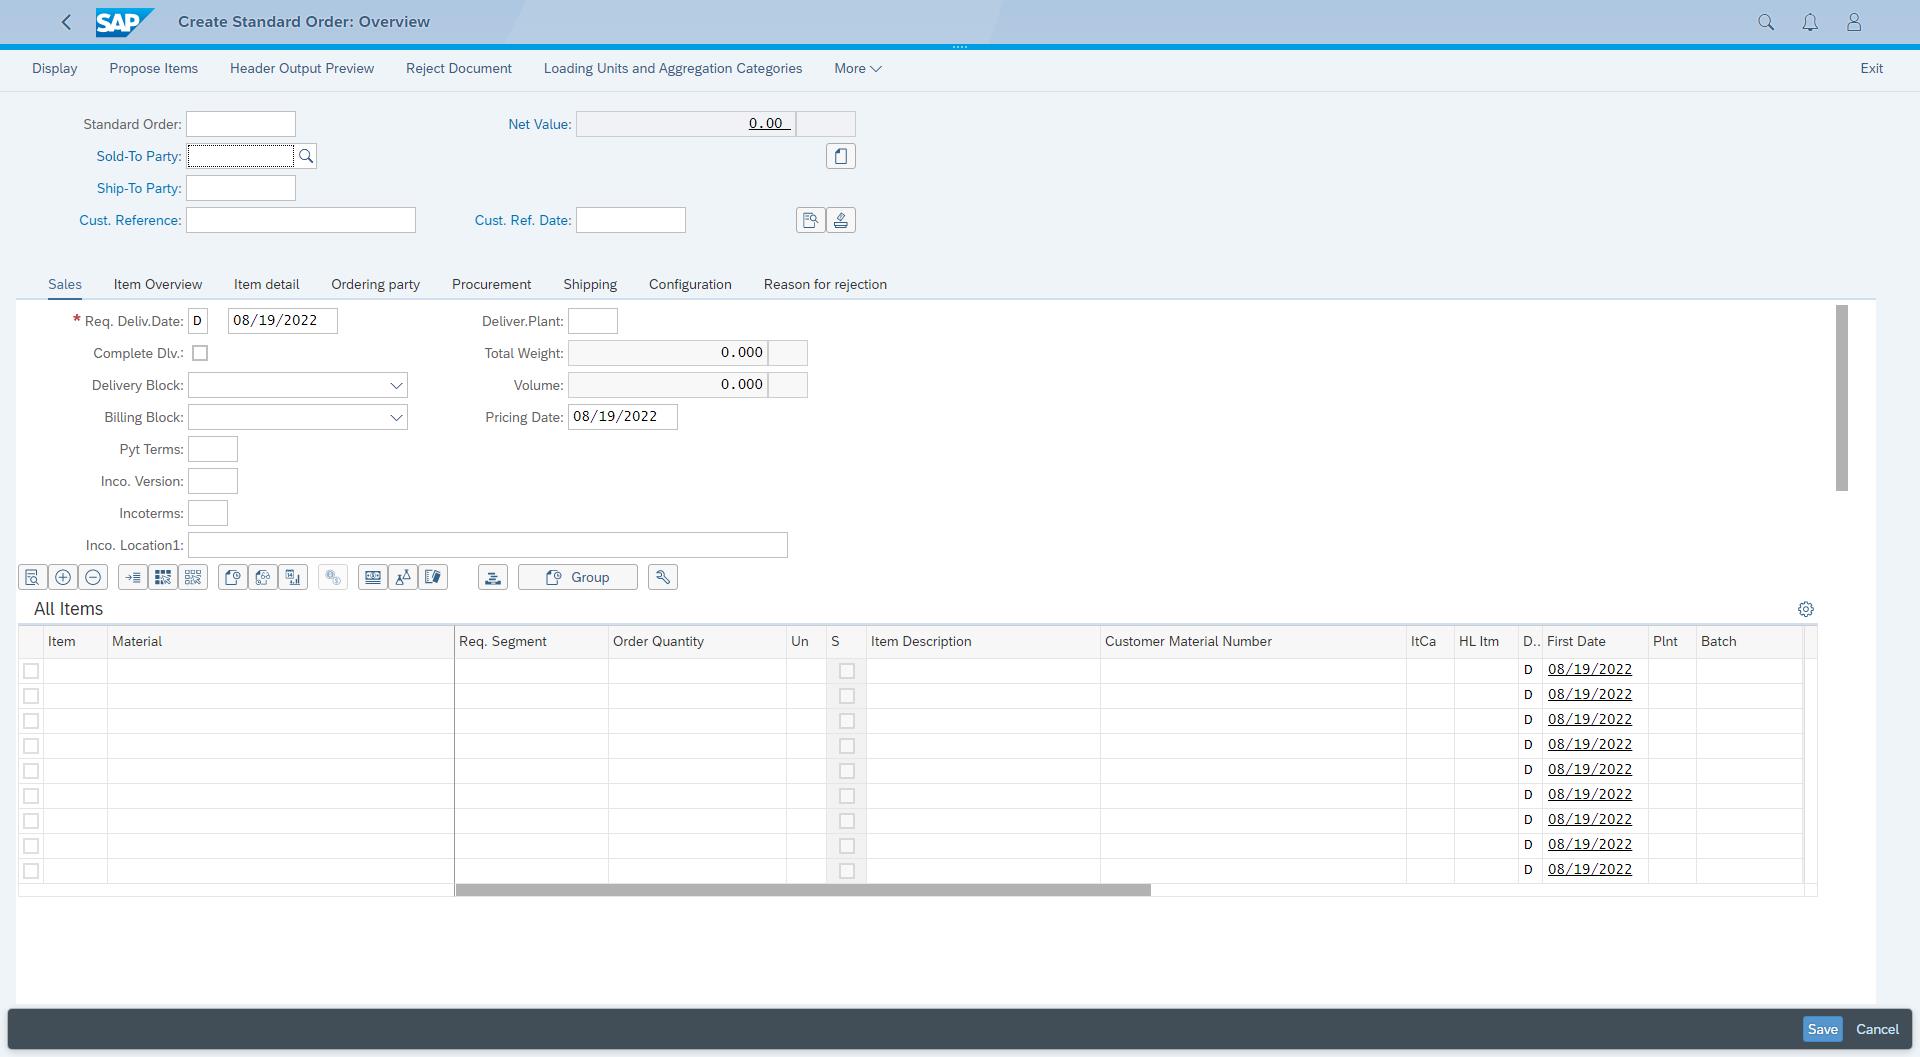 SAP Create Standard Order: Overview
Display Propose Items Header Output Preview Reject Document Loading Units and Aggregation Categories More Exit
Standard Order: Net Value: 0.00
Sold-To Party:
Ship-To Party:
Cust. Reference: Cust. Ref. Date:
Sales Item Overview Item detail Ordering party Procurement Shipping Configuration Reason for rejection
* Req. Deliv.Date: D 08/19/2022 Deliver.Plant:
Complete Dlv.: Total Weight: 0.000
Delivery Block: Volume: 0.000
Billing Block: Pricing Date: 08/19/2022
Pyt Terms:
Inco. Version:
Incoterms:
Inco. Location1:
Group
All Items
Item Material Req. Segment Order Quantity Un S Item Description Customer Material Number ItCa HL Itm D.. First Date Plnt Batch
D 08/19/2022
D 08/19/2022
D 08/19/2022
D 08/19/2022
D 08/19/2022
D 08/19/2022
D 08/19/2022
D 08/19/2022
D 08/19/2022
Save Cancel